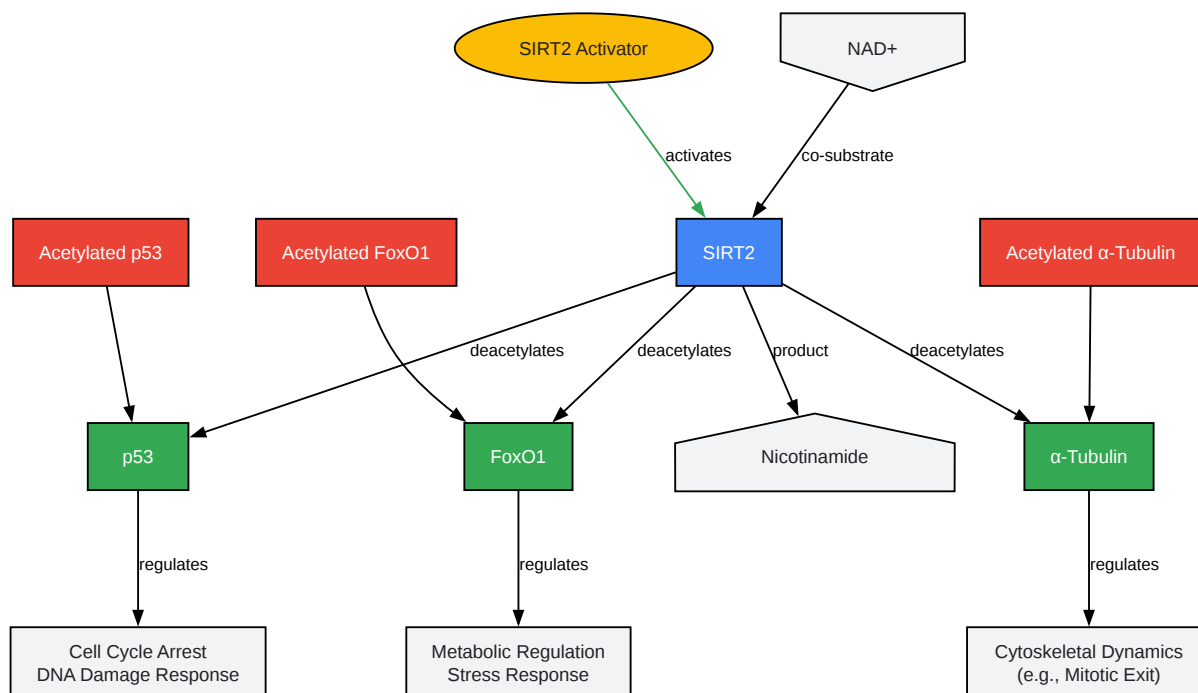 SIRT2 Activator
NAD+
activates
co-substrate
Acetylated p53
Acetylated FoxO1
SIRT2
Acetylated α-Tubulin
deacetylates
deacetylates
product
deacetylates
p53
FoxO1
Nicotinamide
α-Tubulin
regulates
regulates
regulates
Cell Cycle Arrest
DNA Damage Response
Metabolic Regulation
Stress Response
Cytoskeletal Dynamics
(e.g., Mitotic Exit)